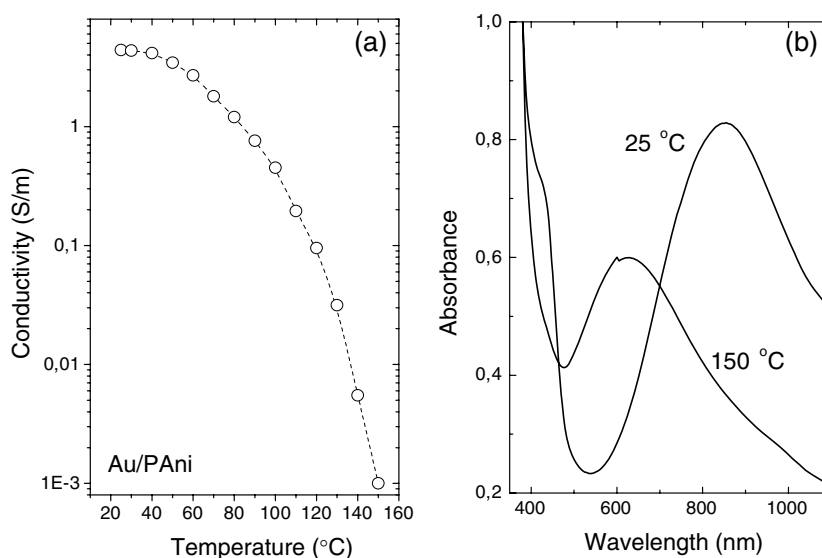 (a)
Conductivity (S/m)
1
0,1
0,01
1E-3
Au/PAni
20 40 60 80 100 120 140 160
Temperature (°C)
(b)
Absorbance
1,0
0,8
0,6
0,4
0,2
25 °C
150 °C
400 600 800 1000
Wavelength (nm)